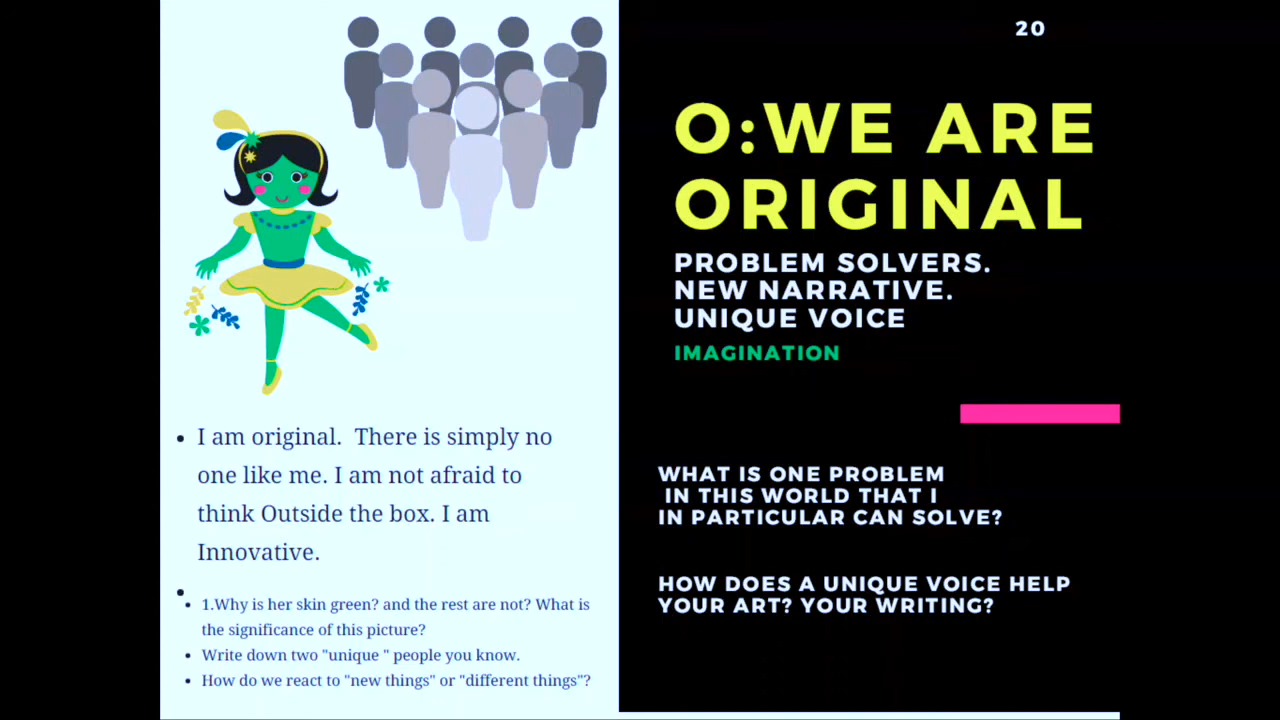 20
O:WE ARE
ORIGINAL
PROBLEM SOLVERS.
NEW NARRATIVE.
UNIQUE VOICE
IMAGINATION
WHAT IS ONE PROBLEM
IN THIS WORLD THAT I
IN PARTICULAR CAN SOLVE?
HOW DOES A UNIQUE VOICE HELP
YOUR ART? YOUR WRITING?
• I am original.  There is simply no
one like me. I am not afraid to
think Outside the box. I am
Innovative.
•
• 1.Why is her skin green? and the rest are not? What is
the significance of this picture?
• Write down two "unique " people you know.
• How do we react to "new things" or "different things"?